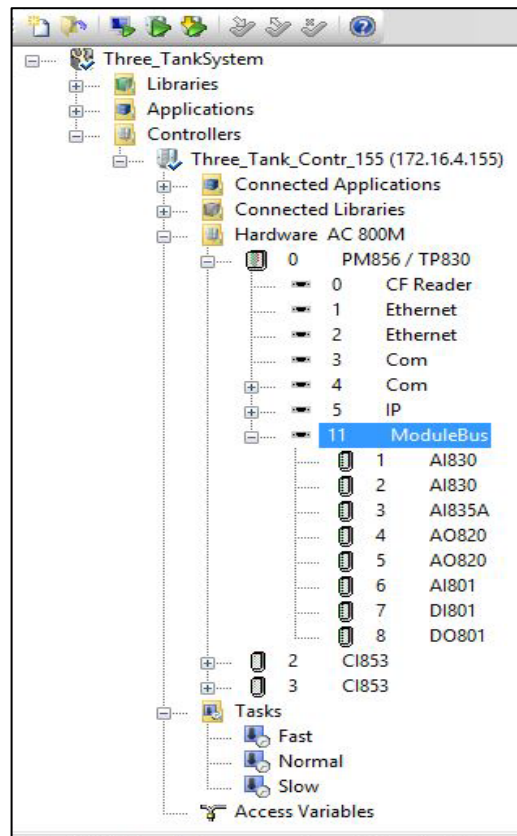 Three_TankSystem
Libraries
Applications
Controllers
Three_Tank_Contr_155 (172.16.4.155)
Connected Applications
Connected Libraries
Hardware AC 800M
0 PM856 / TP830
0 CF Reader
1 Ethernet
2 Ethernet
3 Com
4 Com
5 IP
11 ModuleBus
1 AI830
2 AI830
3 AI835A
4 AO820
5 AO820
6 AI801
7 DI801
8 DO801
2 CI853
3 CI853
Tasks
Fast
Normal
Slow
Access Variables